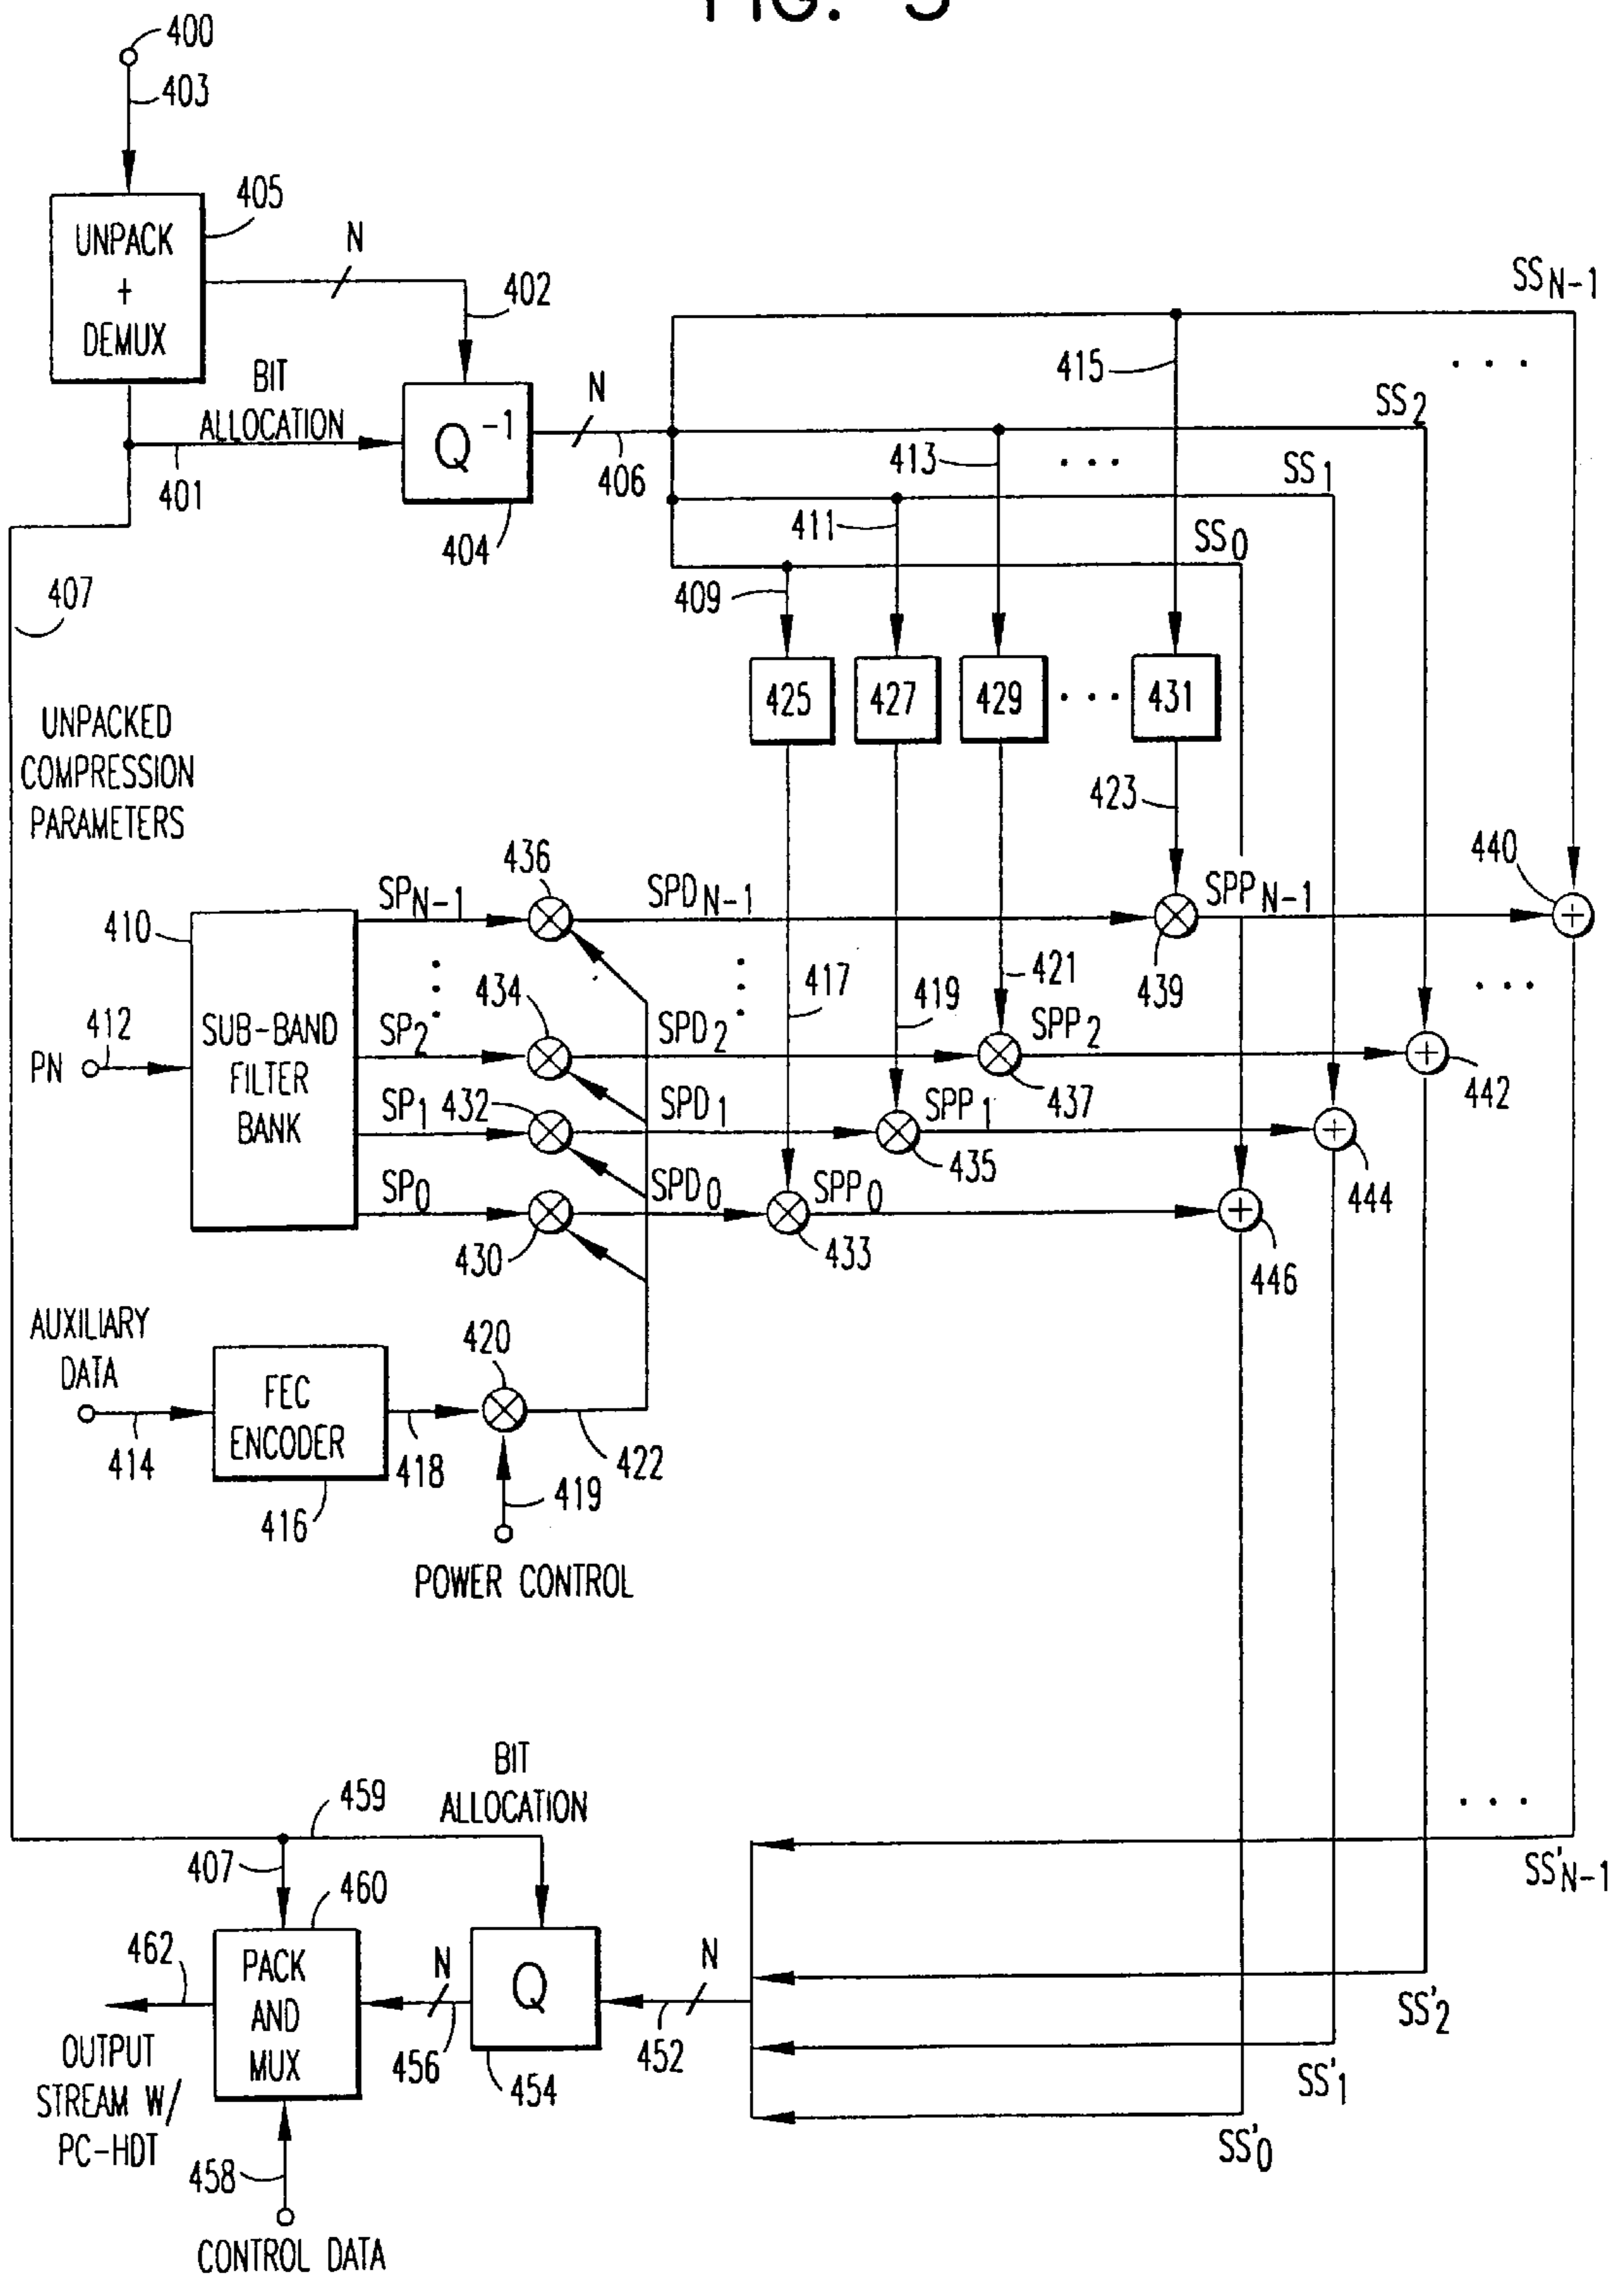 FIG. 5
400
403
405
UNPACK
+
DEMUX
N
402
BIT
ALLOCATION
401
Q-1
404
N
406
SSN-1
415
. . .
SS2
413
. . .
SS1
411
SS0
409
407
425
427
429
. . .
431
UNPACKED
COMPRESSION
PARAMETERS
423
440
436
SPN-1
SPDN-1
SPPN-1
410
439
421
417
419
434
412
PN
SUB-BAND
FILTER
BANK
SP2
SPD2
SPP2
. . .
442
437
SP1
432
SPD1
SPP1
435
444
SP0
SPD0
SPP0
430
433
446
AUXILIARY
DATA
420
FEC
ENCODER
414
418
422
416
419
POWER CONTROL
BIT
ALLOCATION
459
. . .
407
460
SS'N-1
462
PACK
AND
MUX
N
Q
N
SS'2
OUTPUT
STREAM W/
PC-HDT
456
454
452
SS'1
SS'0
458
CONTROL DATA